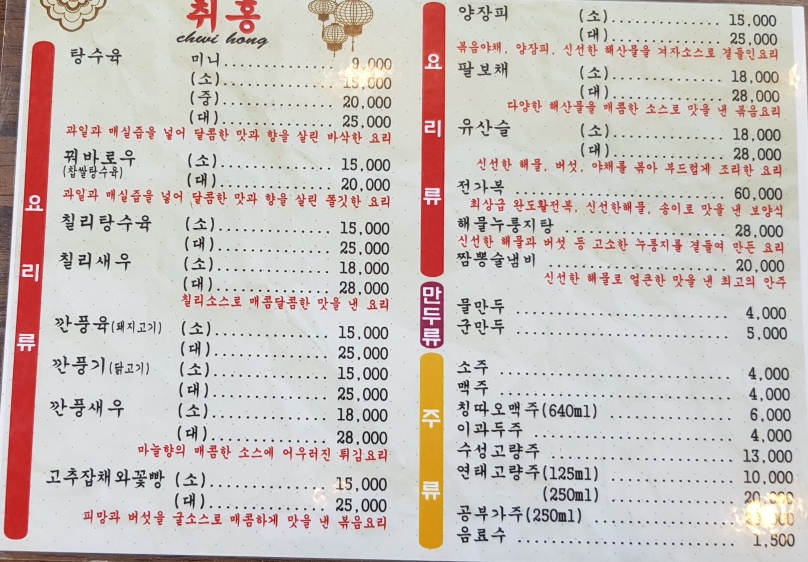 취홍
chwi hong
요리류
탕수육 미니 9,000
(소) 15,000
(중) 20,000
(대) 25,000
과일과 매실즙을 넣어 달콤한 맛과 향을 살린 바삭한 요리
꿔바로우 (소) 15,000
(찹쌀탕수육)
(대) 20,000
과일과 매실즙을 넣어 달콤한 맛과 향을 살린 쫄깃한 요리
칠리탕수육 (소) 15,000
(대) 25,000
칠리새우 (소) 18,000
(대) 28,000
칠리소스로 매콤달콤한 맛을 낸 요리
깐풍육(돼지고기) (소) 15,000
(대) 25,000
깐풍기(닭고기) (소) 15,000
(대) 25,000
깐풍새우 (소) 18,000
(대) 28,000
마늘향의 매콤한 소스에 어우러진 튀김요리
고추잡채와꽃빵 (소) 15,000
(대) 25,000
피망과 버섯을 굴소스로 매콤하게 맛을 낸 볶음요리
요리류
양장피 (소) 15,000
(대) 25,000
볶음야채, 양장피, 신선한 해산물을 겨자소스로 곁들인요리
팔보채 (소) 18,000
(대) 28,000
다양한 해산물을 매콤한 소스로 맛을 낸 볶음요리
유산슬 (소) 18,000
(대) 28,000
신선한 해물, 버섯, 야채를 볶아 부드럽게 조리한 요리
전가복 60,000
최상급 완도활전복, 신선한해물, 송이로 맛을 낸 보양식
해물누룽지탕 28,000
신선한 해물과 버섯 등 고소한 누룽지를 곁들여 만든 요리
짬뽕술냄비 20,000
신선한 해물로 얼큰한 맛을 낸 최고의 안주
만두류
물만두 4,000
군만두 5,000
주류
소주 4,000
맥주 4,000
칭따오맥주(640ml) 6,000
이과두주 4,000
수성고량주 13,000
연태고량주(125ml) 10,000
(250ml) 20,000
공부가주(250ml)
음료수 1,500